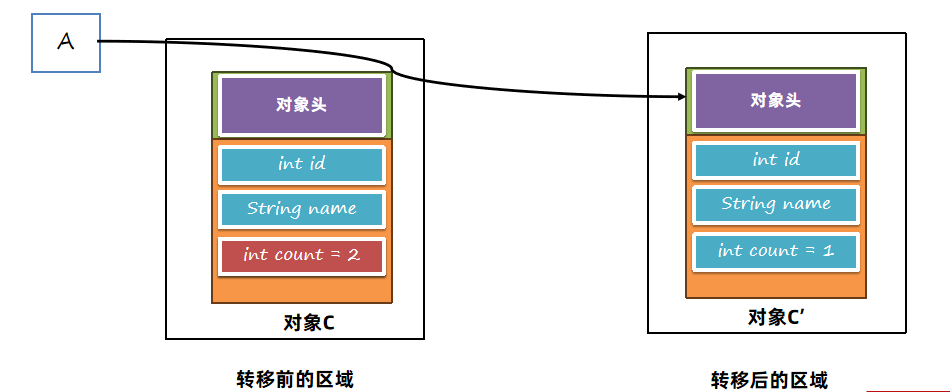 A
对象头
int id
String name
int count = 2
对象C
转移前的区域
对象头
int id
String name
int count = 1
对象C’
转移后的区域